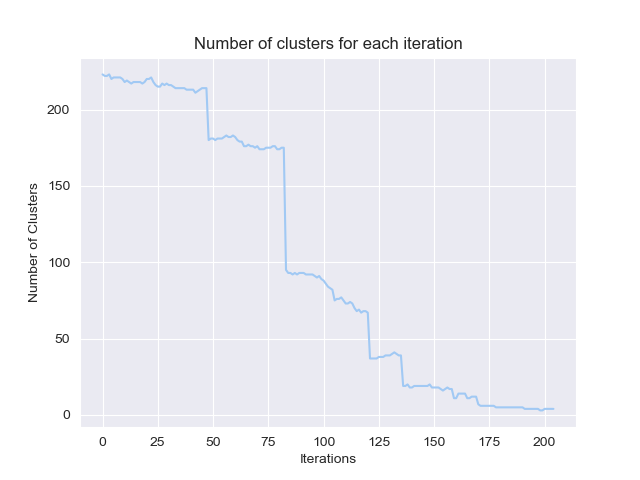 Number of clusters for each iteration
Number of Clusters
200
150
100
50
0
0 25 50 75 100 125 150 175 200
Iterations